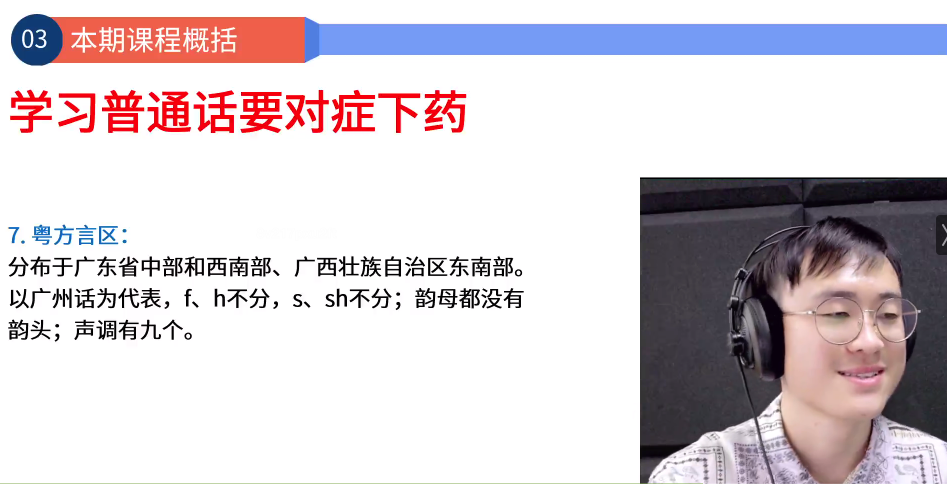 03 本期课程概括
学习普通话要对症下药
7. 粤方言区：
分布于广东省中部和西南部、广西壮族自治区东南部。
以广州话为代表，f、h不分，s、sh不分；韵母都没有
韵头；声调有九个。